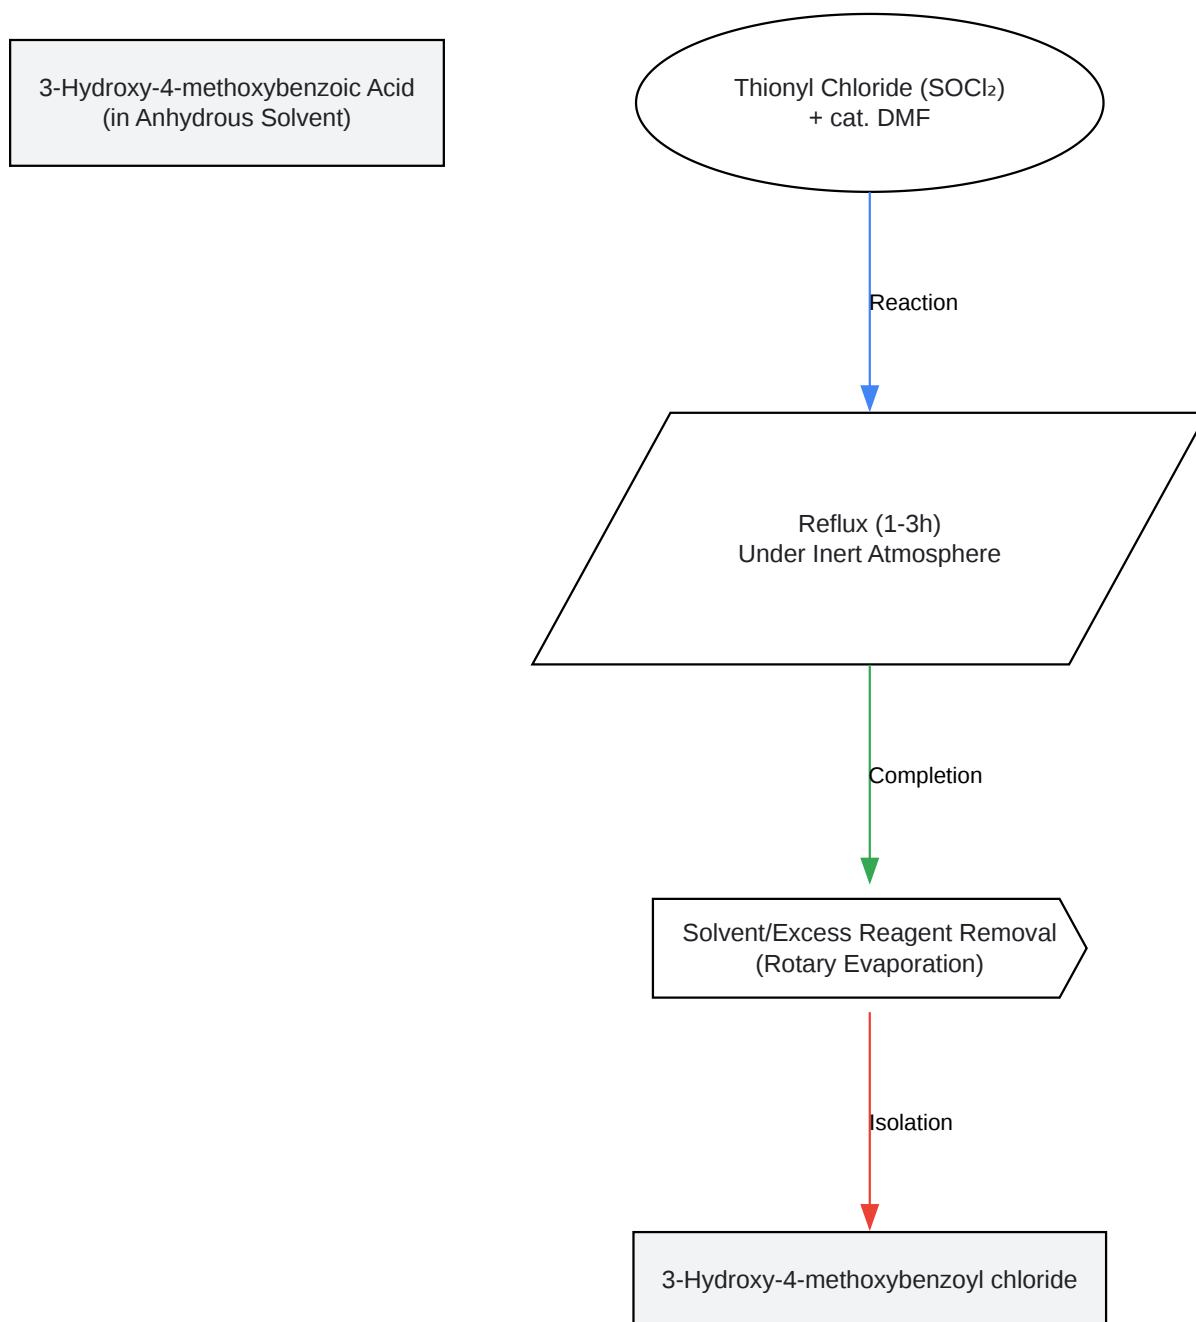 3-Hydroxy-4-methoxybenzoic Acid
(in Anhydrous Solvent)
Thionyl Chloride (SOCl₂)
+ cat. DMF
Reaction
Reflux (1-3h)
Under Inert Atmosphere
Completion
Solvent/Excess Reagent Removal
(Rotary Evaporation)
Isolation
3-Hydroxy-4-methoxybenzoyl chloride